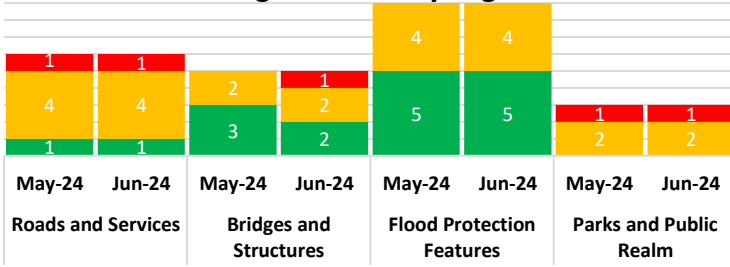 4 4
1 1
4 4 2 1 5 5 1 1
3 2 2 2
1 1 2
May-24 Jun-24 May-24 Jun-24 May-24 Jun-24 May-24 Jun-24
Roads and Services Bridges and Flood Protection Parks and Public
Structures Features Realm